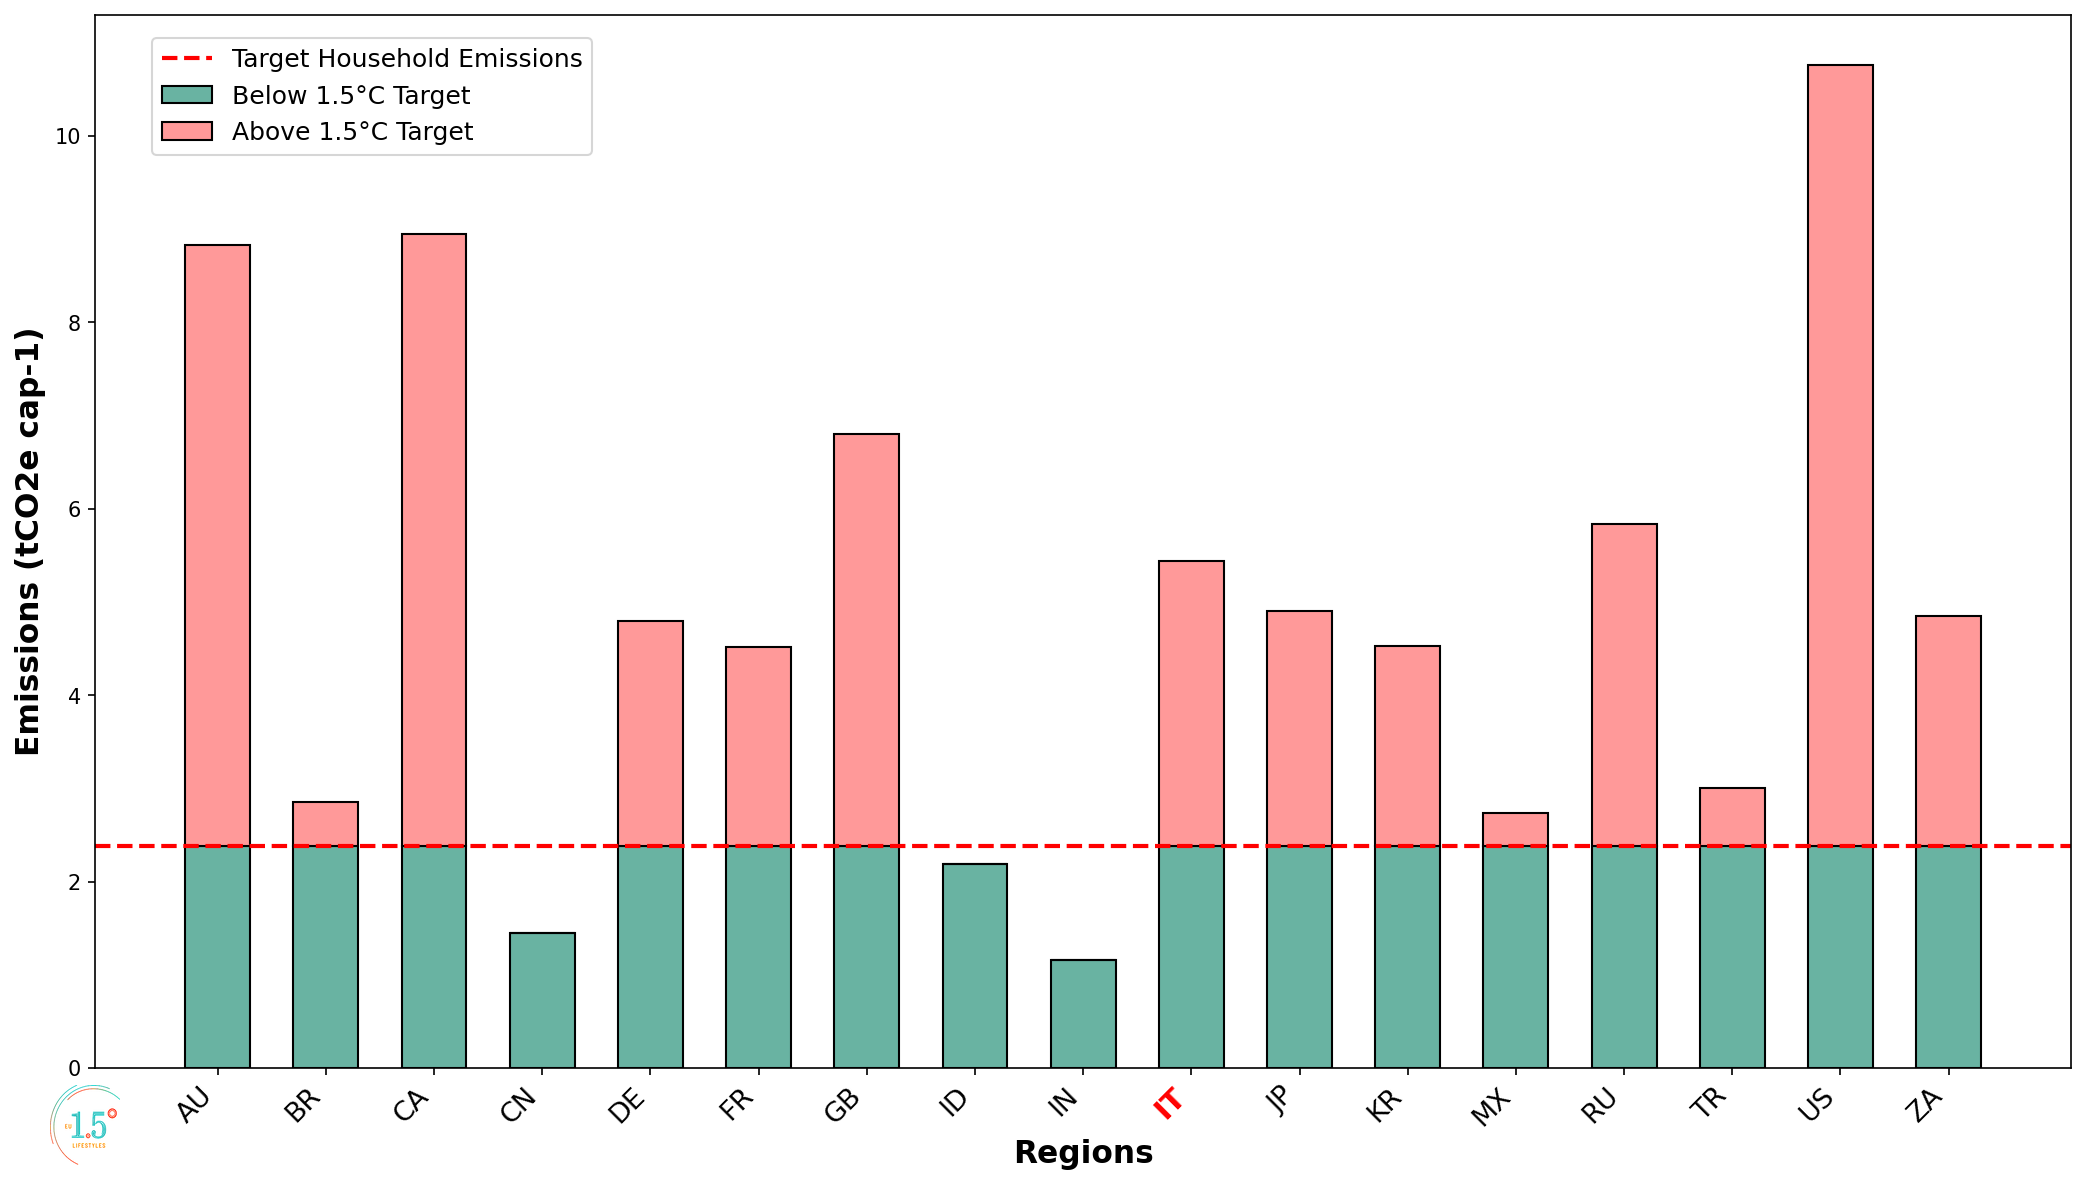 Target Household Emissions
Below 1.5°C Target
Above 1.5°C Target
Emissions (tCO2e cap-1)
10
8
6
4
2
0
AU
BR
CA
CN
DE
FR
GB
ID
IN
IT
JP
KR
MX
RU
TR
US
ZA
Regions
EU 1.5°
LIFESTYLES